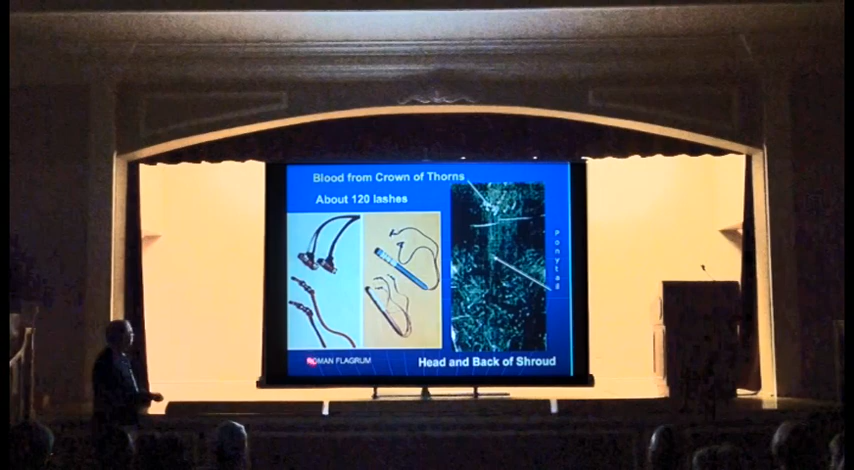 Blood from Crown of Thorns
About 120 lashes
Ponytail
ROMAN FLAGRUM
Head and Back of Shroud